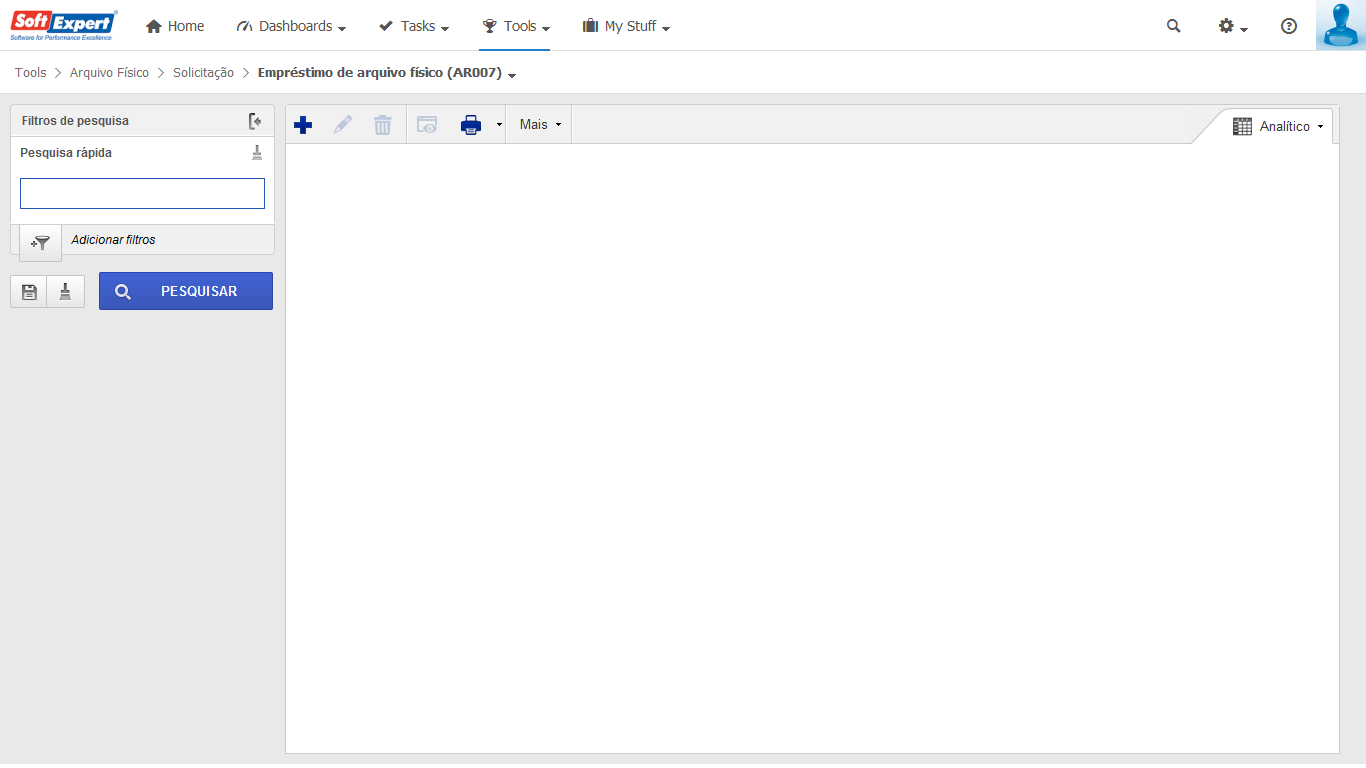 SoftExpert®
Software for Performance Excellence
Home Dashboards Tasks Tools My Stuff
Tools > Arquivo Físico > Solicitação > Empréstimo de arquivo físico (AR007)
Filtros de pesquisa
Mais
Analítico
Pesquisa rápida
Adicionar filtros
PESQUISAR